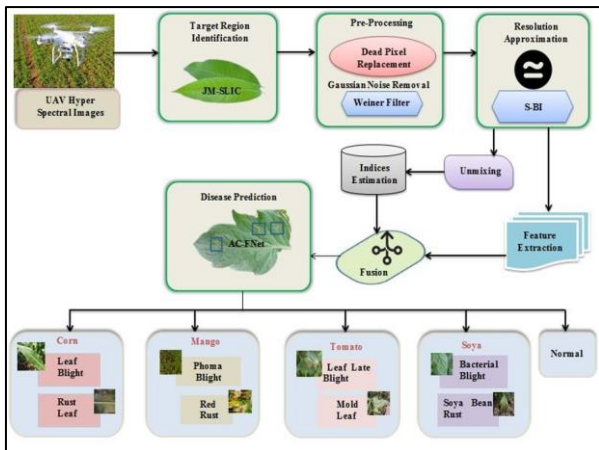 UAV Hyper
Spectral Images
Target Region
Identification
JM-SLIC
Pre-Processing
Dead Pixel
Replacement
Gaussian Noise Removal
Weiner Filter
Resolution
Approximation
S-BI
Unmixing
Indices
Estimation
Feature
Extraction
Fusion
Disease Prediction
AC-FNet
Corn
Leaf
Blight
Rust
Leaf
Mango
Phoma
Blight
Red
Rust
Tomato
Leaf Late
Blight
Mold
Leaf
Soya
Bacterial
Blight
Soya Bean
Rust
Normal